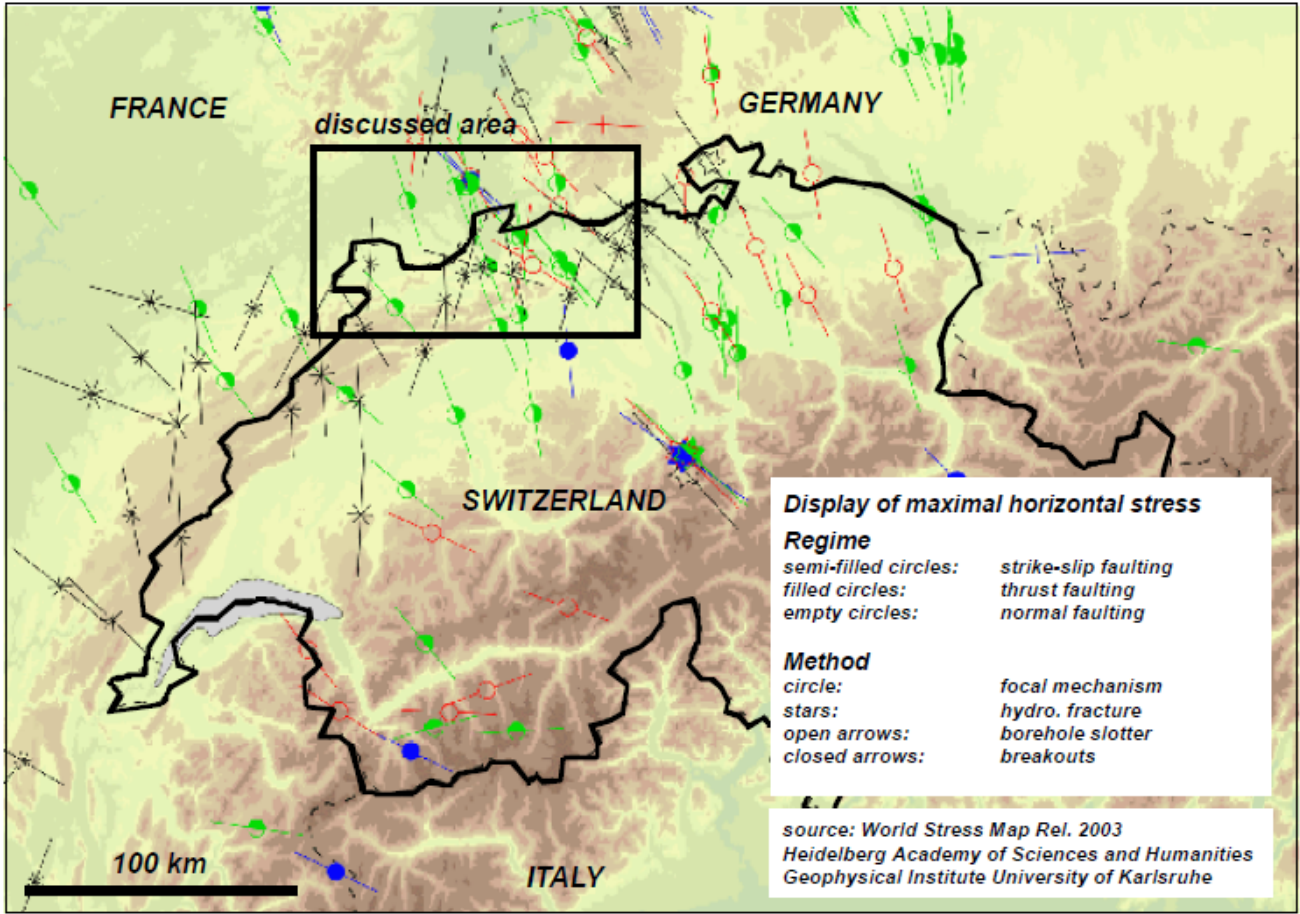 FRANCE
GERMANY
discussed area
SWITZERLAND
Display of maximal horizontal stress
Regime
semi-filled circles: strike-slip faulting
filled circles: thrust faulting
empty circles: normal faulting
Method
circle: focal mechanism
stars: hydro. fracture
open arrows: borehole slotter
closed arrows: breakouts
source: World Stress Map Rel. 2003
Heidelberg Academy of Sciences and Humanities
Geophysical Institute University of Karlsruhe
100 km
ITALY